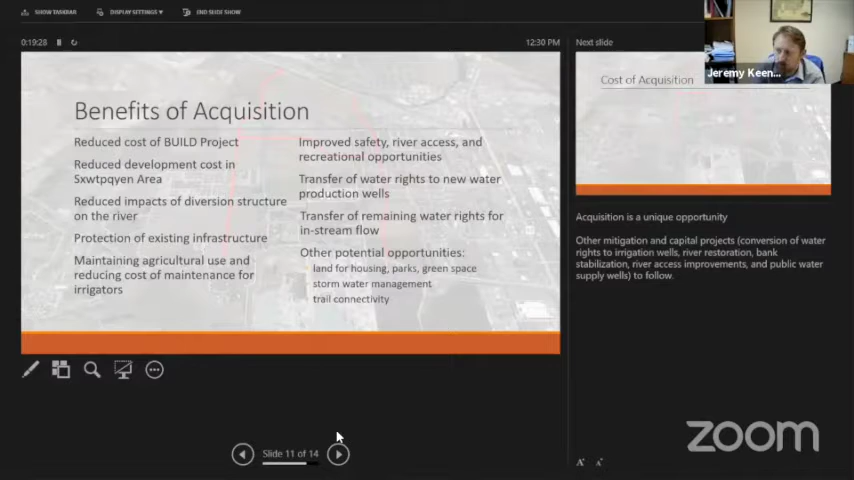 SHOW TASKBAR
DISPLAY SETTINGS ▾
END SLIDE SHOW
0:19:28
12:30 PM
Next slide
Benefits of Acquisition
Reduced cost of BUILD Project
Reduced development cost in
Sxwtpqyen Area
Reduced impacts of diversion structure
on the river
Protection of existing infrastructure
Maintaining agricultural use and
reducing cost of maintenance for
irrigators
Improved safety, river access, and
recreational opportunities
Transfer of water rights to new water
production wells
Transfer of remaining water rights for
in-stream flow
Other potential opportunities:
land for housing, parks, green space
storm water management
trail connectivity
Cost of Acquisition
Jeremy Keen...
Acquisition is a unique opportunity
Other mitigation and capital projects (conversion of water
rights to irrigation wells, river restoration, bank
stabilization, river access improvements, and public water
supply wells) to follow.
Slide 11 of 14
zoom
A A